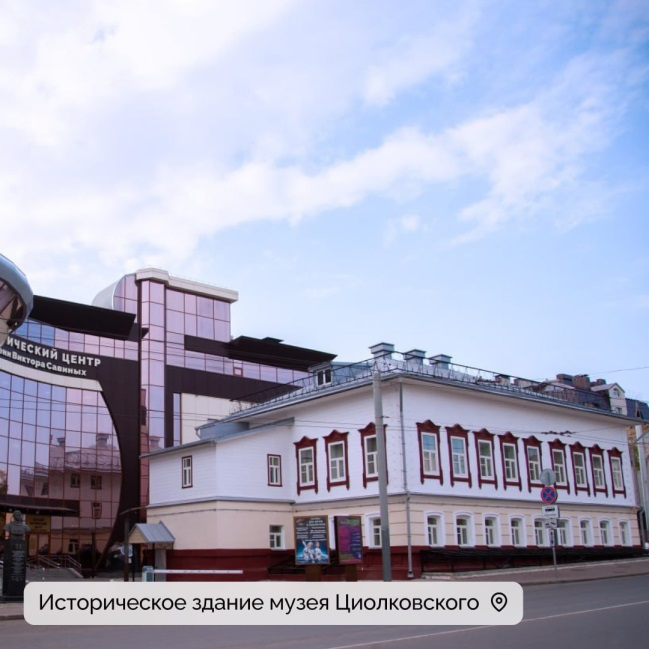 ИЧЕСКИЙ ЦЕНТР
Виктора Савиных
Историческое здание музея Циолковского